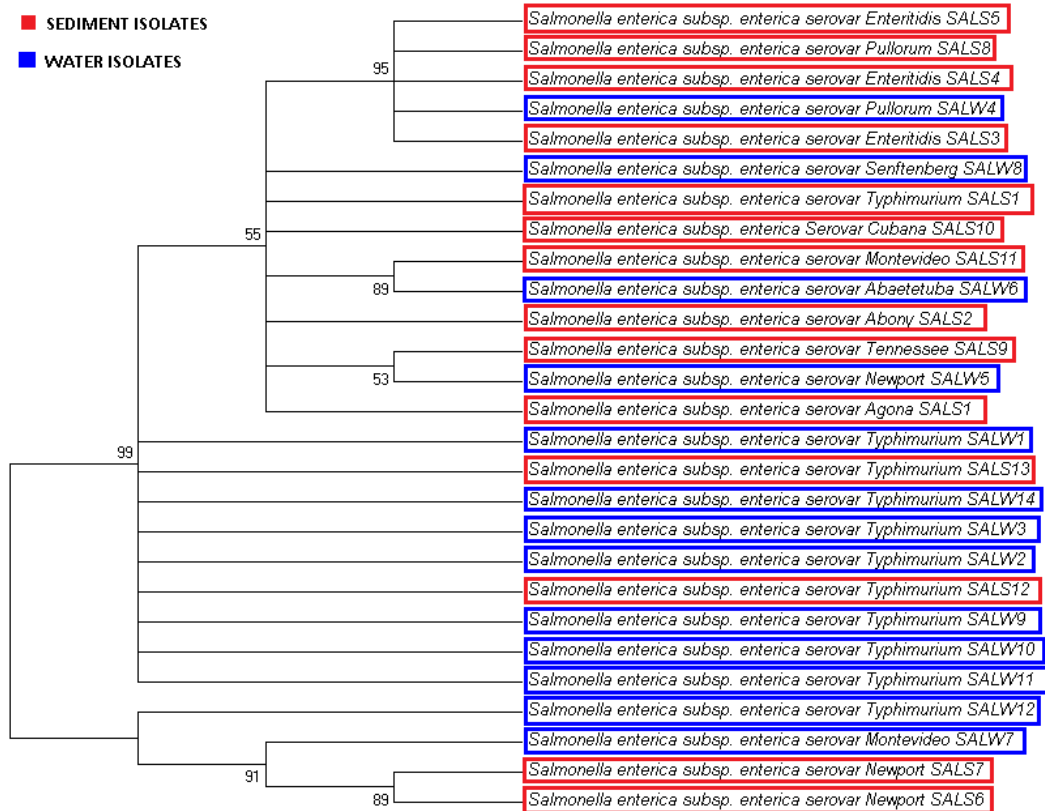 SEDIMENT ISOLATES
WATER ISOLATES
Salmonella enterica subsp. enterica serovar Enteritidis SALS5
Salmonella enterica subsp. enterica serovar Pullorum SALS8
95
Salmonella enterica subsp. enterica serovar Enteritidis SALS4
Salmonella enterica subsp. enterica serovar Pullorum SALW4
Salmonella enterica subsp. enterica serovar Enteritidis SALS3
Salmonella enterica subsp. enterica serovar Senftenberg SALW8
Salmonella enterica subsp. enterica serovar Typhimurium SALS1
55
Salmonella enterica subsp. enterica Serovar Cubana SALS10
Salmonella enterica subsp. enterica serovar Montevideo SALS11
89
Salmonella enterica subsp. enterica serovar Abaetetuba SALW6
Salmonella enterica subsp. enterica serovar Abony SALS2
Salmonella enterica subsp. enterica serovar Tennessee SALS9
53
Salmonella enterica subsp. enterica serovar Newport SALW5
Salmonella enterica subsp. enterica serovar Agona SALS1
Salmonella enterica subsp. enterica serovar Typhimurium SALW1
99
Salmonella enterica subsp. enterica serovar Typhimurium SALS13
Salmonella enterica subsp. enterica serovar Typhimurium SALW14
Salmonella enterica subsp. enterica serovar Typhimurium SALW3
Salmonella enterica subsp. enterica serovar Typhimurium SALW2
Salmonella enterica subsp. enterica serovar Typhimurium SALS12
Salmonella enterica subsp. enterica serovar Typhimurium SALW9
Salmonella enterica subsp. enterica serovar Typhimurium SALW10
Salmonella enterica subsp. enterica serovar Typhimurium SALW11
Salmonella enterica subsp. enterica serovar Typhimurium SALW12
Salmonella enterica subsp. enterica serovar Montevideo SALW7
91
Salmonella enterica subsp. enterica serovar Newport SALS7
89
Salmonella enterica subsp. enterica serovar Newport SALS6